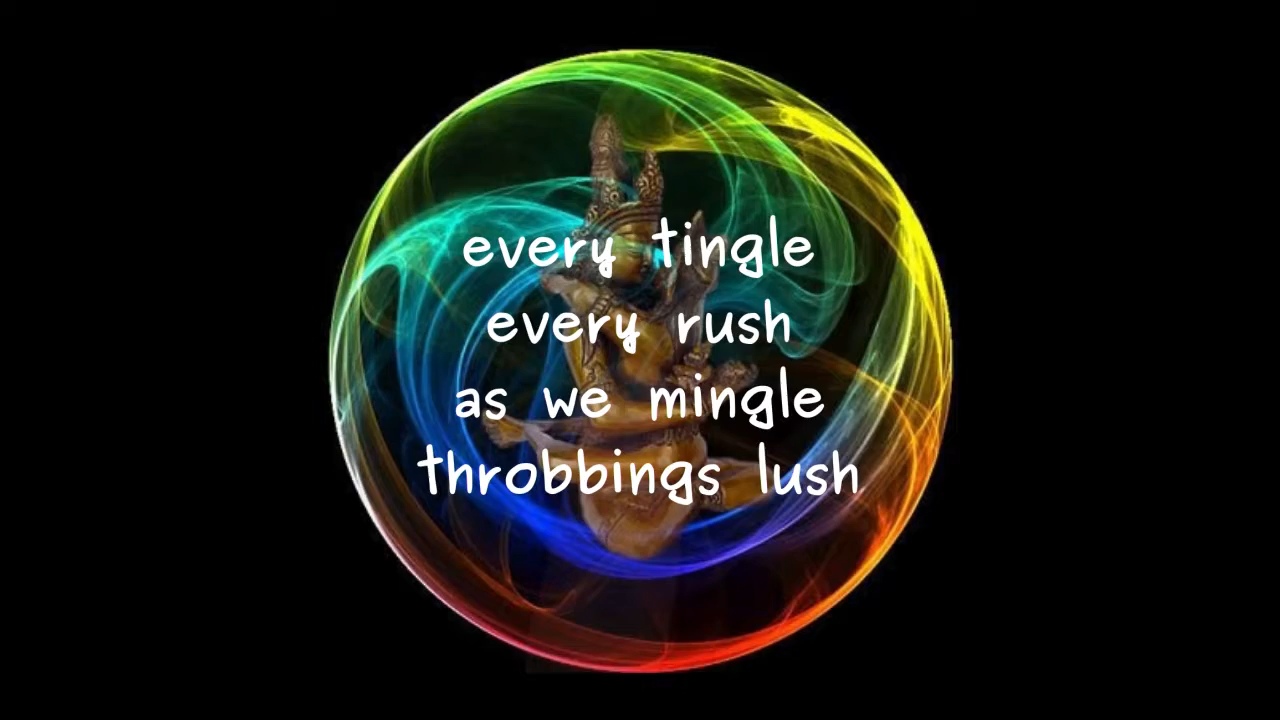 every tingle
every rush
as we mingle
throbbings lush